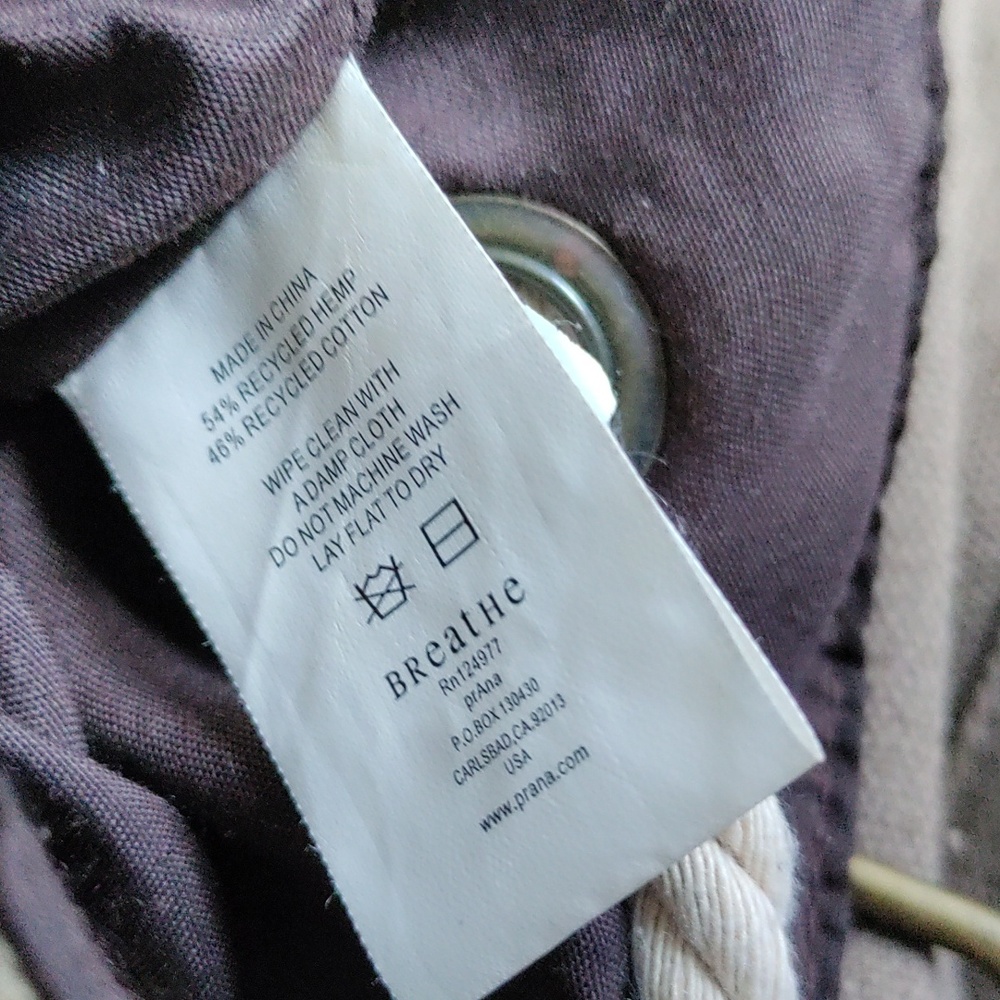 MADE IN CHINA
54% RECYCLED HEMP
46% RECYCLED COTTON
WIPE CLEAN WITH
A DAMP CLOTH
DO NOT MACHINE WASH
LAY FLAT TO DRY
BReatHe
Rn124977
prAna
P.O.BOX 130430
CARLSBAD,CA.92013
USA
www.prana.com